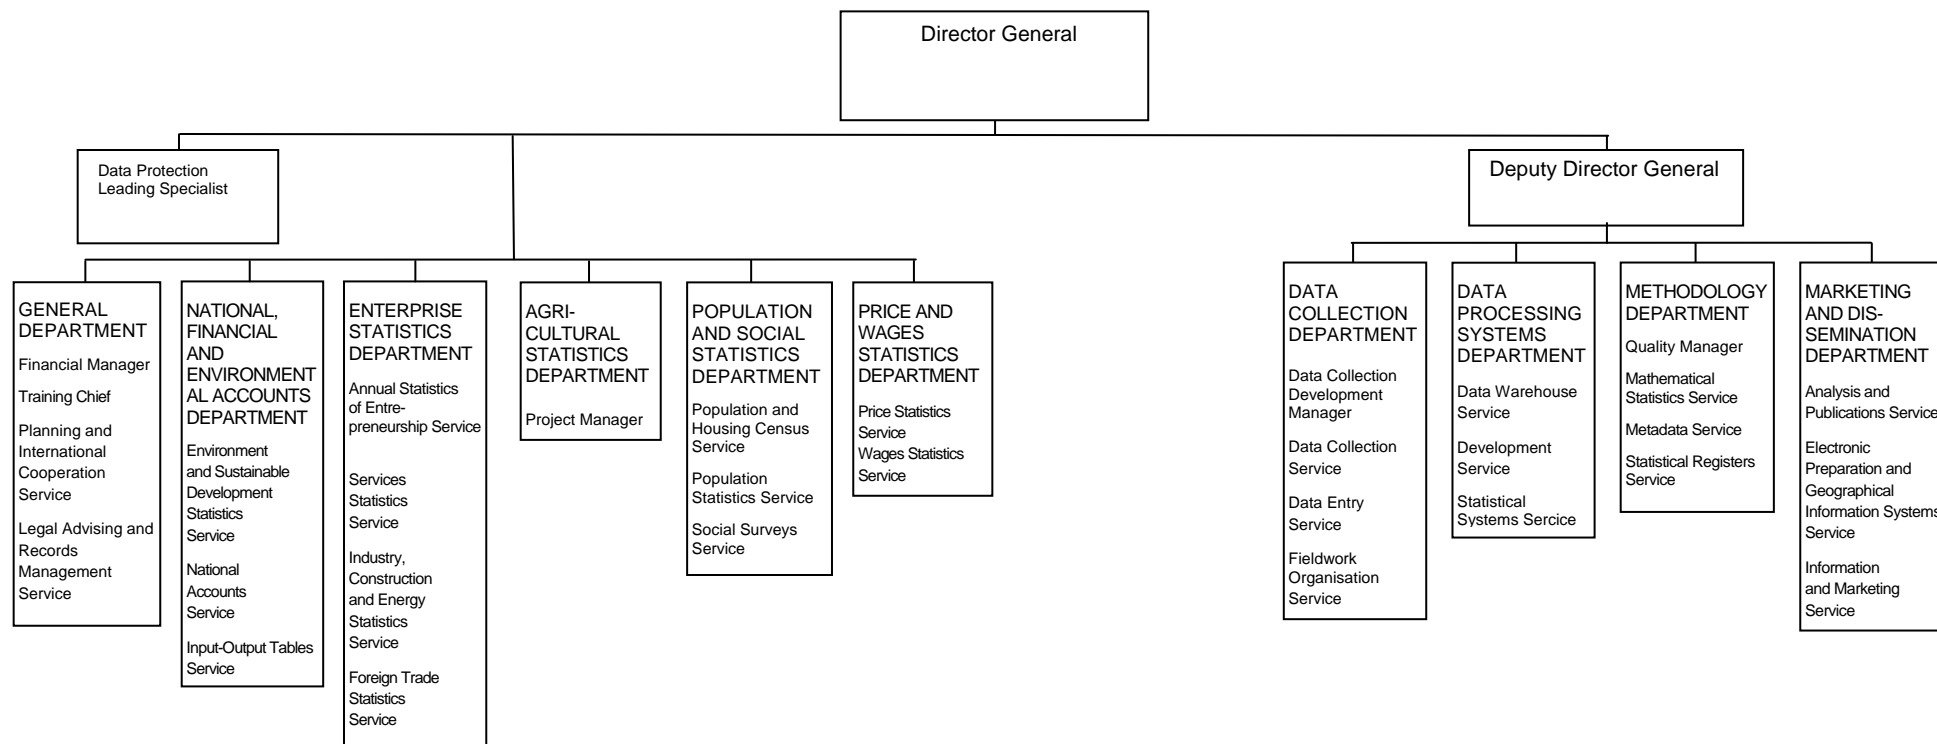 Director General
Data Protection
Leading Specialist
Deputy Director General
GENERAL
DEPARTMENT
Financial Manager
Training Chief
Planning and
International
Cooperation
Service
Legal Advising and
Records
Management
Service
NATIONAL,
FINANCIAL
AND
ENVIRONMENT
AL ACCOUNTS
DEPARTMENT
Environment
and Sustainable
Development
Statistics
Service
National
Accounts
Service
Input-Output Tables
Service
ENTERPRISE
STATISTICS
DEPARTMENT
Annual Statistics
of Entre-
preneurship Service
Services
Statistics
Service
Industry,
Construction
and Energy
Statistics
Service
Foreign Trade
Statistics
Service
AGRI-
CULTURAL
STATISTICS
DEPARTMENT
Project Manager
POPULATION
AND SOCIAL
STATISTICS
DEPARTMENT
Population and
Housing Census
Service
Population
Statistics Service
Social Surveys
Service
PRICE AND
WAGES
STATISTICS
DEPARTMENT
Price Statistics
Service
Wages Statistics
Service
DATA
COLLECTION
DEPARTMENT
Data Collection
Development
Manager
Data Collection
Service
Data Entry
Service
Fieldwork
Organisation
Service
DATA
PROCESSING
SYSTEMS
DEPARTMENT
Data Warehouse
Service
Development
Service
Statistical
Systems Sercice
METHODOLOGY
DEPARTMENT
Quality Manager
Mathematical
Statistics Service
Metadata Service
Statistical Registers
Service
MARKETING
AND DIS-
SEMINATION
DEPARTMENT
Analysis and
Publications Service
Electronic
Preparation and
Geographical
Information Systems
Service
Information
and Marketing
Service